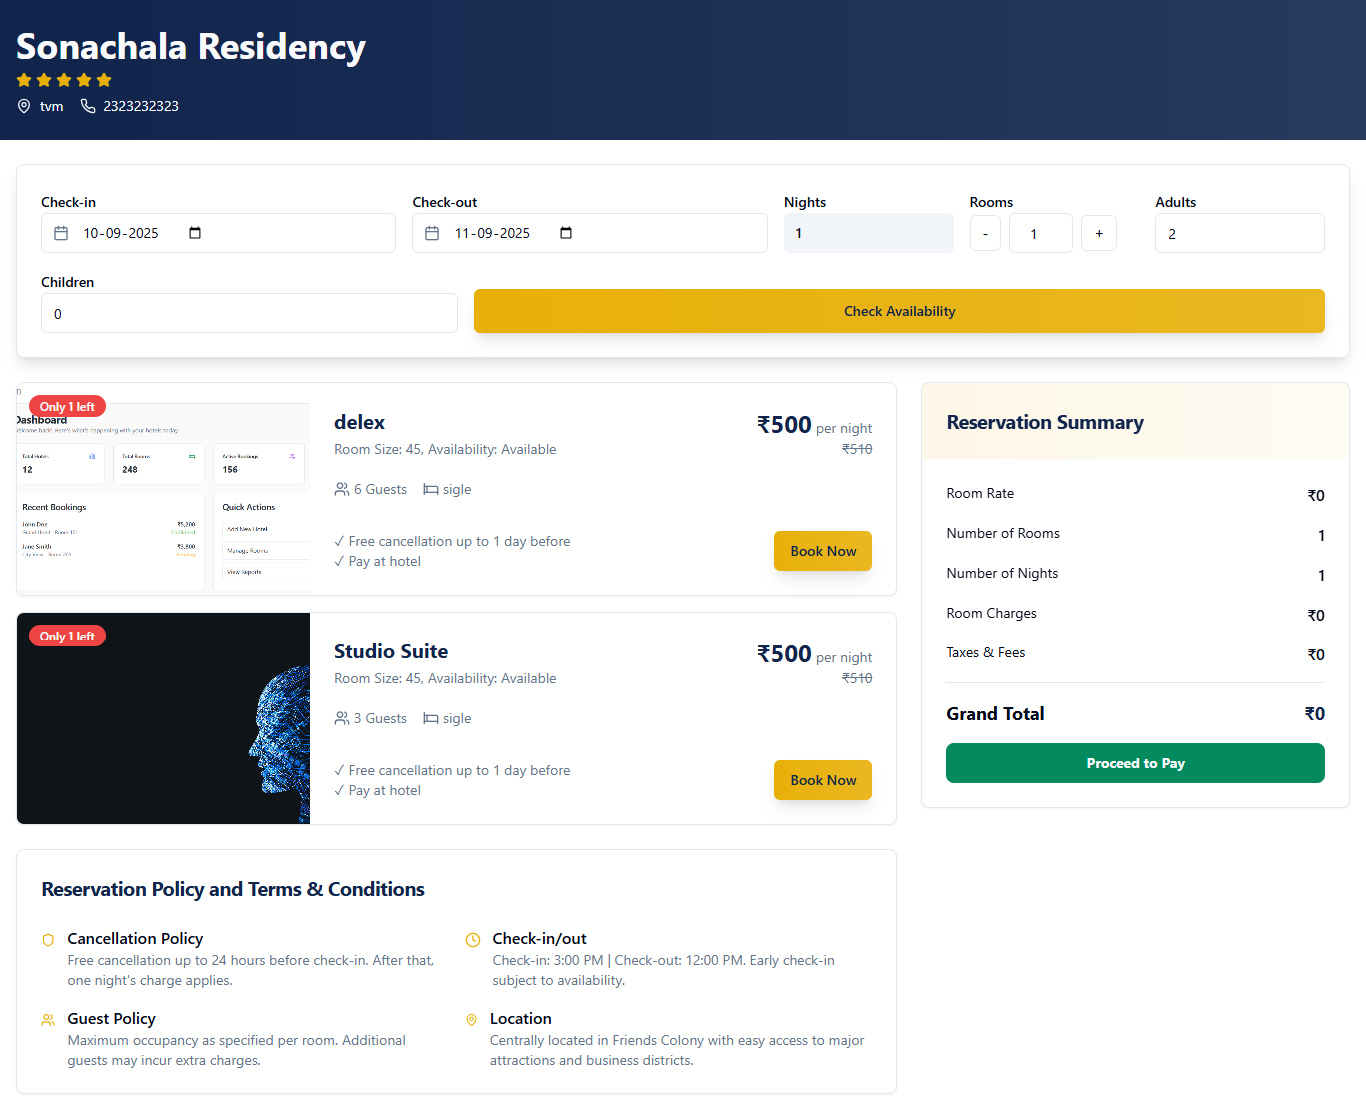 Sonachala Residency
tvm 2323232323
Check-in
10-09-2025
Check-out
11-09-2025
Nights
1
Rooms
- 1 +
Adults
2
Children
0
Check Availability
Only 1 left
Dashboard
Welcome back! Here's what's happening with your hotels today.
Total Hotels
12
Total Rooms
248
Active Bookings
156
Recent Bookings
John Doe ₹5,200
Grand Hotel - Room 101 Confirmed
Jane Smith ₹3,800
City View - Room 205 Pending
Quick Actions
Add New Hotel
Manage Rooms
View Reports
delex
Room Size: 45, Availability: Available
6 Guests sigle
✓ Free cancellation up to 1 day before
✓ Pay at hotel
₹500 per night
₹510
Book Now
Only 1 left
Studio Suite
Room Size: 45, Availability: Available
3 Guests sigle
✓ Free cancellation up to 1 day before
✓ Pay at hotel
₹500 per night
₹510
Book Now
Reservation Summary
Room Rate ₹0
Number of Rooms 1
Number of Nights 1
Room Charges ₹0
Taxes & Fees ₹0
Grand Total ₹0
Proceed to Pay
Reservation Policy and Terms & Conditions
Cancellation Policy
Free cancellation up to 24 hours before check-in. After that,
one night's charge applies.
Check-in/out
Check-in: 3:00 PM | Check-out: 12:00 PM. Early check-in
subject to availability.
Guest Policy
Maximum occupancy as specified per room. Additional
guests may incur extra charges.
Location
Centrally located in Friends Colony with easy access to major
attractions and business districts.